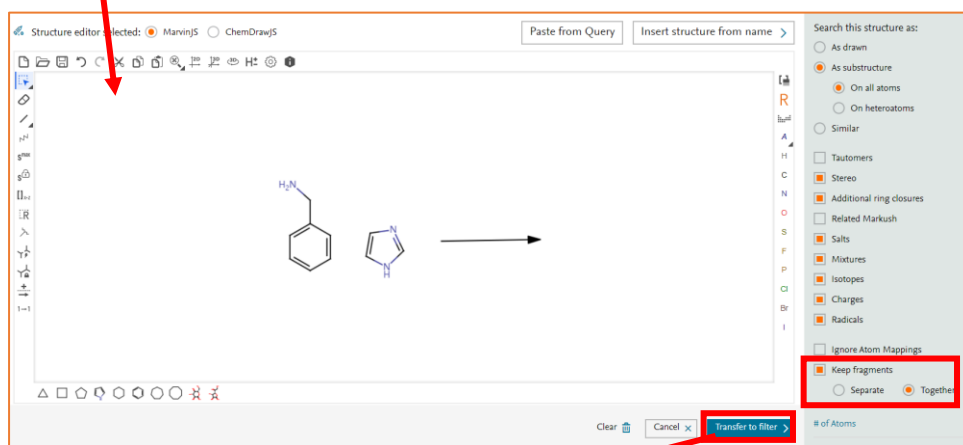 Structure editor selected: MarvinJS ChemDrawJS
Paste from Query
Insert structure from name >
H±
R
A
H
C
N
O
S
F
P
Cl
Br
I
1→1
H₂N
N
N
H
Clear
Cancel ×
Transfer to filter >
Search this structure as:
As drawn
As substructure
On all atoms
On heteroatoms
Similar
Tautomers
Stereo
Additional ring closures
Related Markush
Salts
Mixtures
Isotopes
Charges
Radicals
Ignore Atom Mappings
Keep fragments
Separate Together
# of Atoms